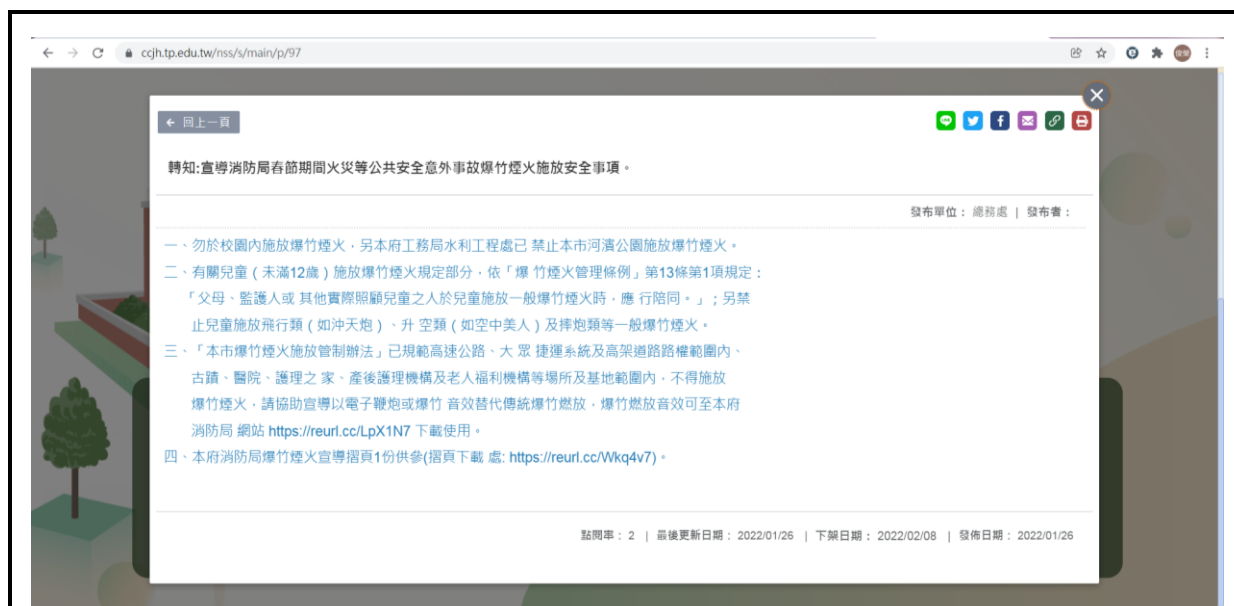 ccjh.tp.edu.tw/nss/s/main/p/97
← 回上一頁
轉知:宣導消防局春節期間火災等公共安全意外事故爆竹煙火施放安全事項。
發布單位： 總務處 | 發布者：
一、勿於校園內施放爆竹煙火，另本府工務局水利工程處已 禁止本市河濱公園施放爆竹煙火。
二、有關兒童（未滿12歲）施放爆竹煙火規定部分，依「爆 竹煙火管理條例」第13條第1項規定：
「父母、監護人或 其他實際照顧兒童之人於兒童施放一般爆竹煙火時，應 行陪同。」；另禁
止兒童施放飛行類（如沖天炮）、升 空類（如空中美人）及摔炮類等一般爆竹煙火。
三、「本市爆竹煙火施放管制辦法」已規範高速公路、大 眾 捷運系統及高架道路路權範圍內、
古蹟、醫院、護理之 家、產後護理機構及老人福利機構等場所及基地範圍內，不得施放
爆竹煙火，請協助宣導以電子鞭炮或爆竹 音效替代傳統爆竹燃放，爆竹燃放音效可至本府
消防局 網站 https://reurl.cc/LpX1N7 下載使用。
四、本府消防局爆竹煙火宣導摺頁1份供參(摺頁下載 處: https://reurl.cc/Wkq4v7)。
點閱率： 2 | 最後更新日期： 2022/01/26 | 下架日期： 2022/02/08 | 發佈日期： 2022/01/26